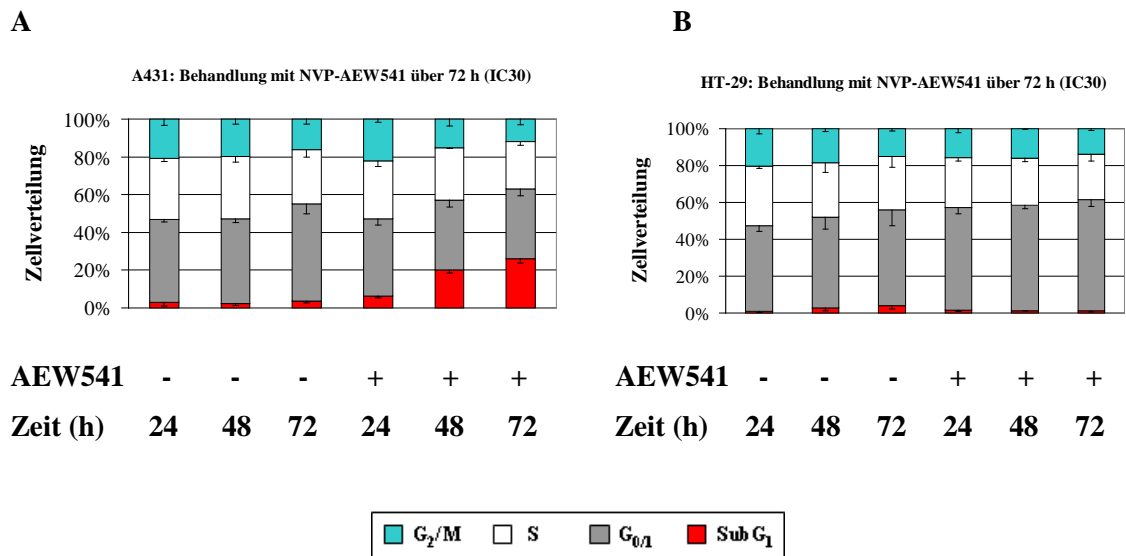 A
B
A431: Behandlung mit NVP-AEW541 über 72 h (IC30)
Zellverteilung
100%
80%
60%
40%
20%
0%
AEW541 - - - + + +
Zeit (h) 24 48 72 24 48 72
HT-29: Behandlung mit NVP-AEW541 über 72 h (IC30)
Zellverteilung
100%
80%
60%
40%
20%
0%
AEW541 - - - + + +
Zeit (h) 24 48 72 24 48 72
G2/M S G0/1 Sub G1